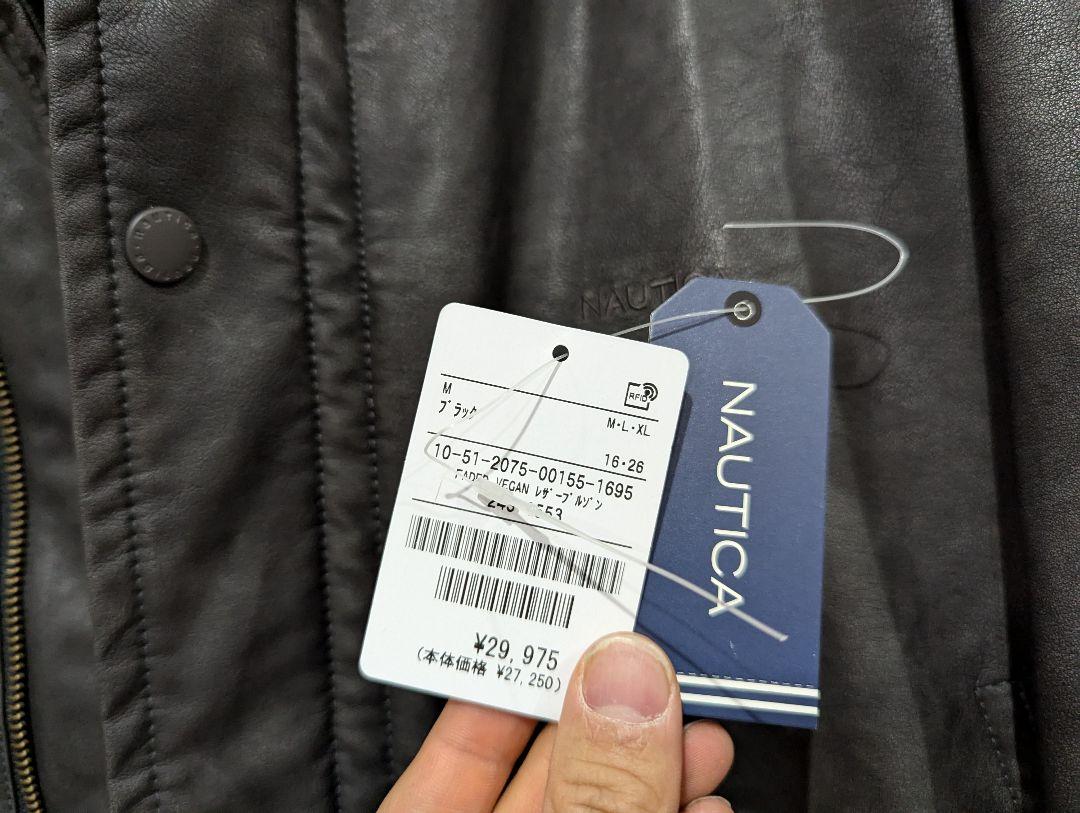 NAUTI
M
ブラック
RFID
M・L・XL
16・26
10-51-2075-00155-1695
VEGAN ﾚｻﾞｰﾌﾞﾙｿﾞﾝ
¥29,975
(本体価格 ¥27,250)
NAUTICA